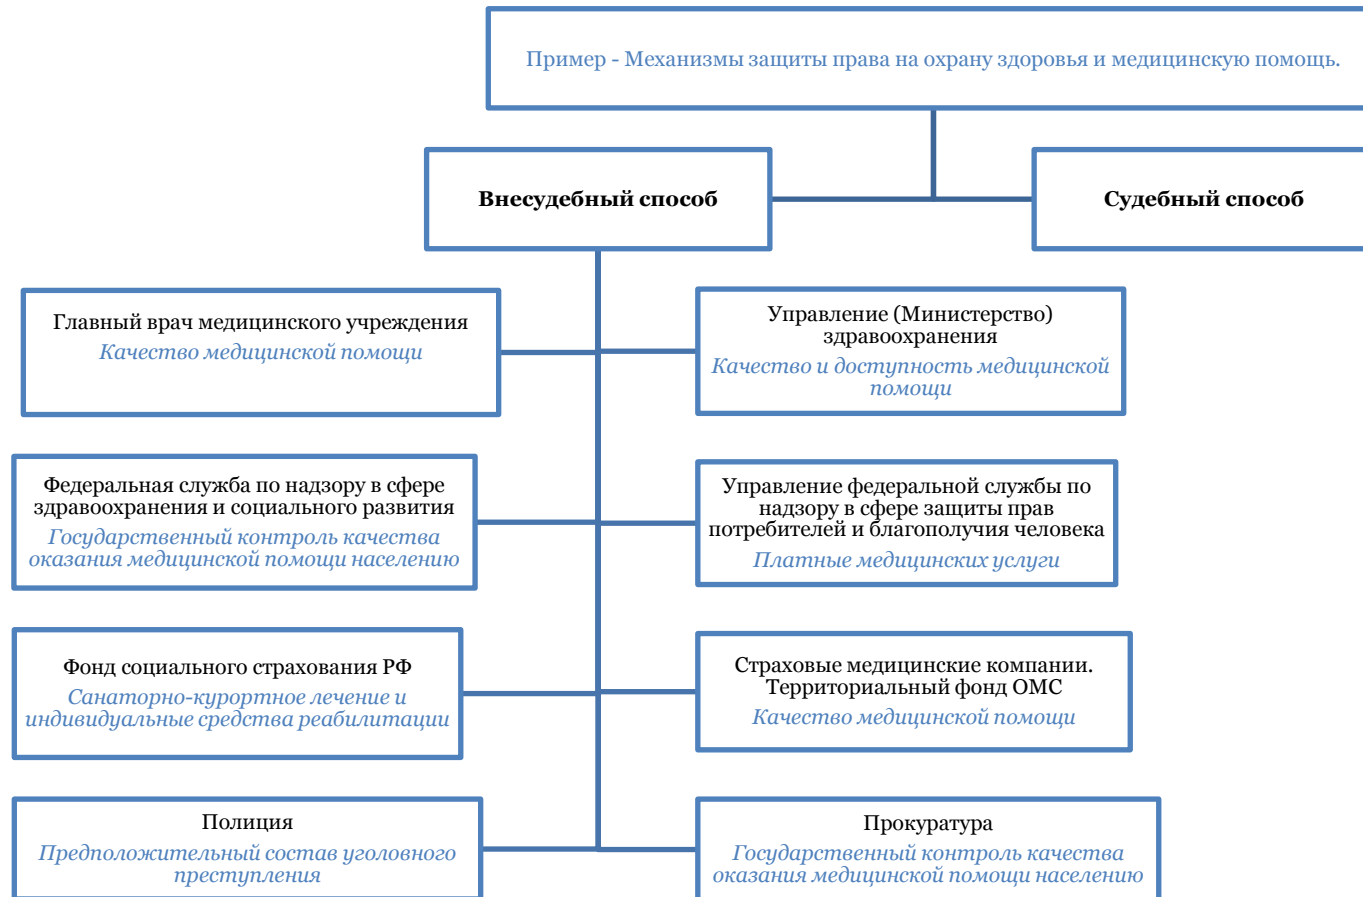 Пример - Механизмы защиты права на охрану здоровья и медицинскую помощь.
Внесудебный способ
Судебный способ
Главный врач медицинского учреждения
Качество медицинской помощи
Управление (Министерство)
здравоохранения
Качество и доступность медицинской
помощи
Федеральная служба по надзору в сфере
здравоохранения и социального развития
Государственный контроль качества
оказания медицинской помощи населению
Управление федеральной службы по
надзору в сфере защиты прав
потребителей и благополучия человека
Платные медицинских услуги
Фонд социального страхования РФ
Санаторно-курортное лечение и
индивидуальные средства реабилитации
Страховые медицинские компании.
Территориальный фонд ОМС
Качество медицинской помощи
Полиция
Предположительный состав уголовного
преступления
Прокуратура
Государственный контроль качества
оказания медицинской помощи населению